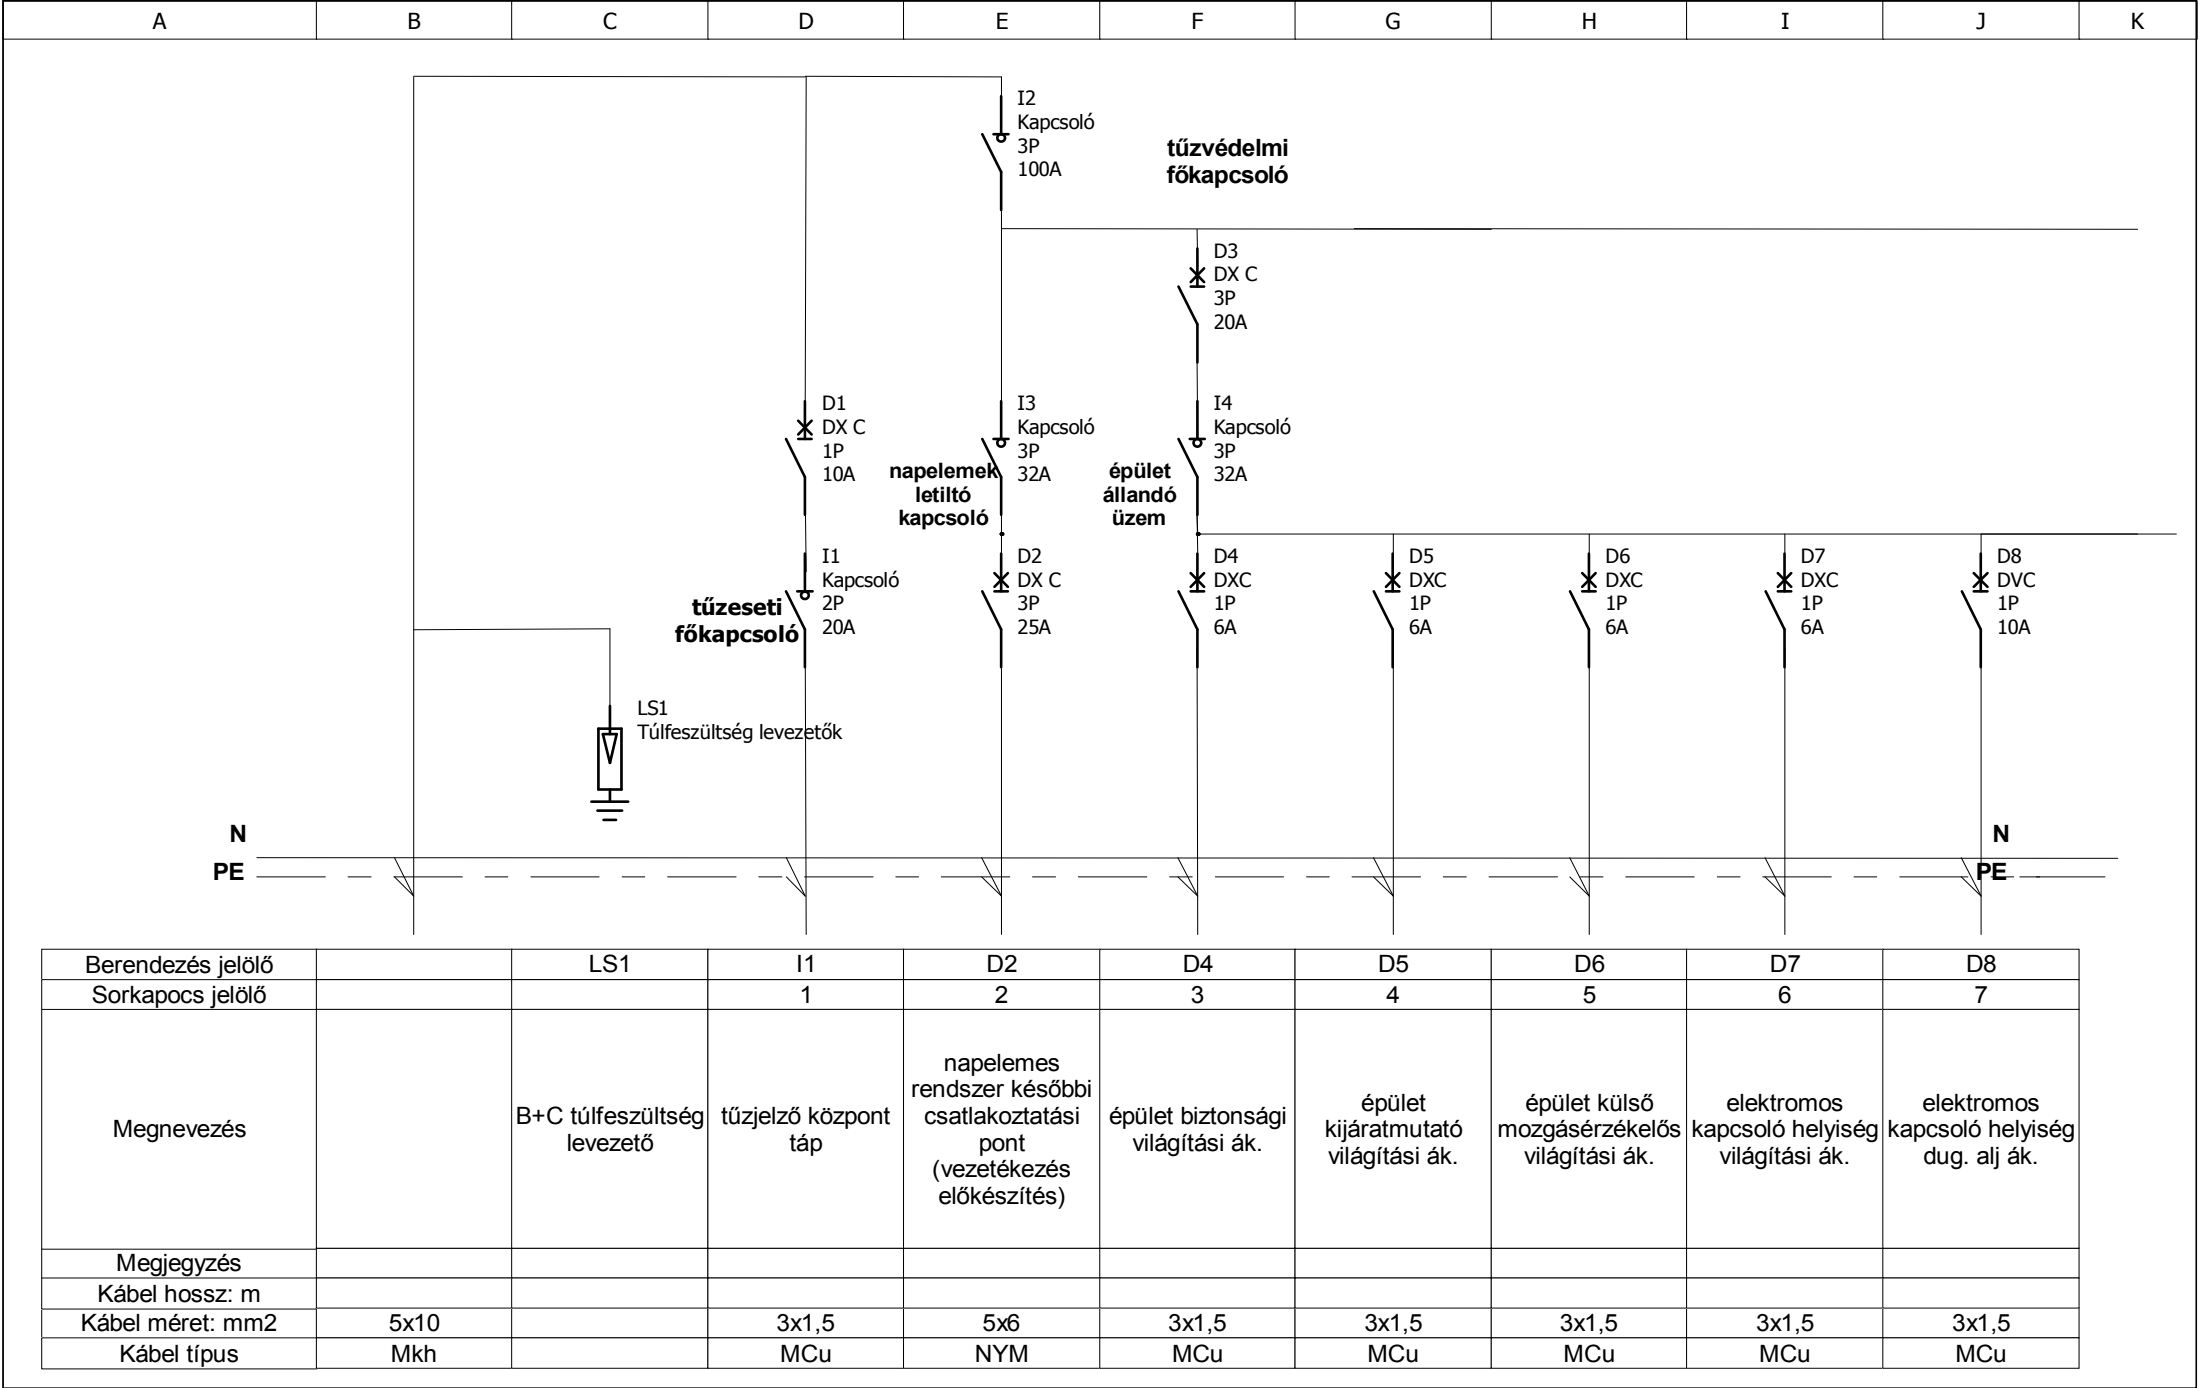 A B C D E F G H I J K
I2
Kapcsoló
3P
100A
tűzvédelmi
főkapcsoló
D3
DX C
3P
20A
D1
DX C
1P
10A
I3
Kapcsoló
3P
32A
napelemek
letiltó
kapcsoló
I4
Kapcsoló
3P
32A
épület
állandó
üzem
I1
Kapcsoló
2P
20A
tűzeseti
főkapcsoló
D2
DX C
3P
25A
D4
DXC
1P
6A
D5
DXC
1P
6A
D6
DXC
1P
6A
D7
DXC
1P
6A
D8
DVC
1P
10A
LS1
Túlfeszültség levezetők
N N
PE PE
Berendezés jelölő LS1 I1 D2 D4 D5 D6 D7 D8
Sorkapocs jelölő 1 2 3 4 5 6 7
Megnevezés
B+C túlfeszültség
levezető
tűzjelző központ
táp
napelemes
rendszer későbbi
csatlakoztatási
pont
(vezetékezés
előkészítés)
épület biztonsági
világítási ák.
épület
kijáratmutató
világítási ák.
épület külső
mozgásérzékelős
világítási ák.
elektromos
kapcsoló helyiség
világítási ák.
elektromos
kapcsoló helyiség
dug. alj ák.
Megjegyzés
Kábel hossz: m
Kábel méret: mm2 5x10 3x1,5 5x6 3x1,5 3x1,5 3x1,5 3x1,5 3x1,5
Kábel típus Mkh MCu NYM MCu MCu MCu MCu MCu